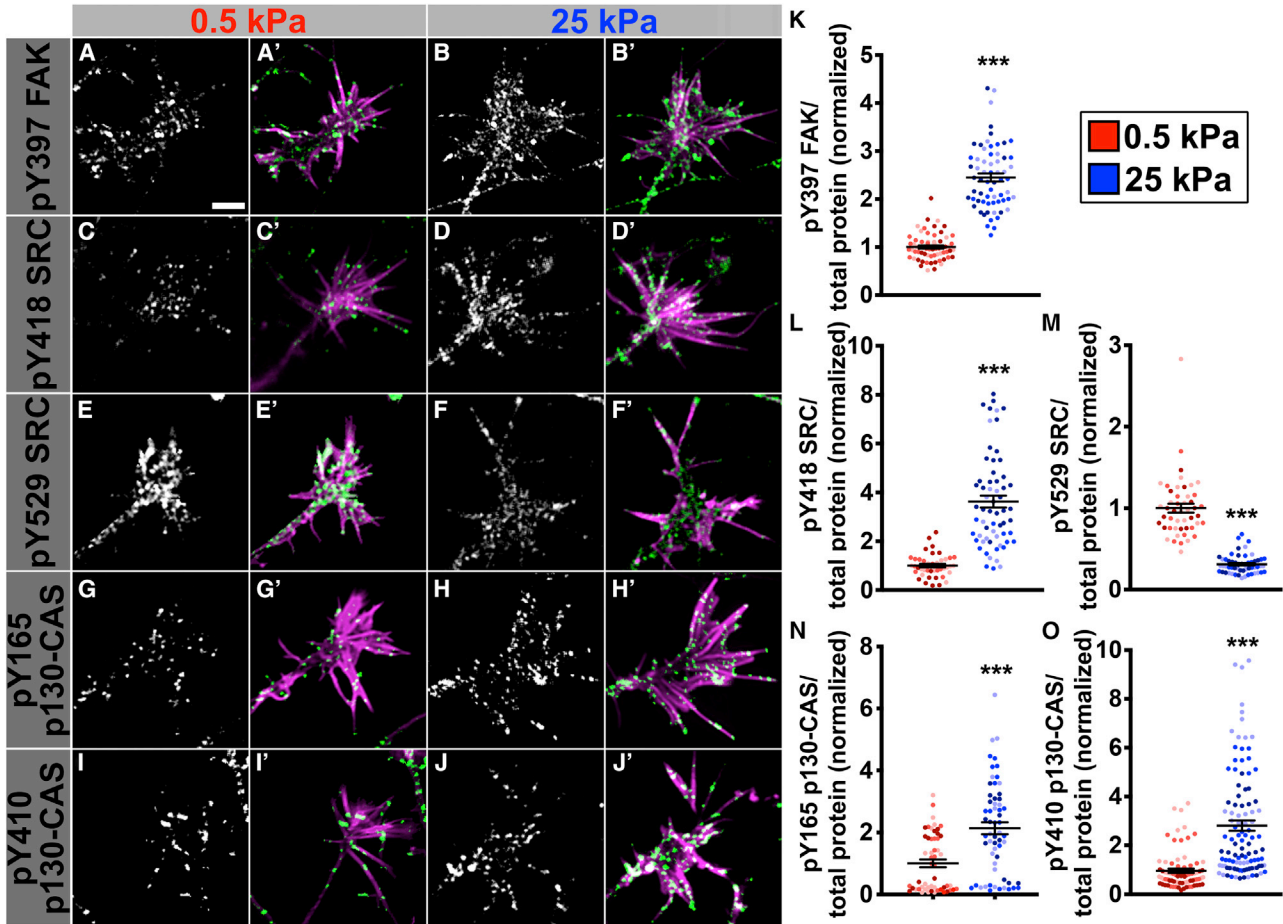 0.5 kPa
25 kPa
pY397 FAK
A
A'
B
B'
pY418 SRC
C
C'
D
D'
pY529 SRC
E
E'
F
F'
pY165
p130-CAS
G
G'
H
H'
pY410
p130-CAS
I
I'
J
J'
K
pY397 FAK/
total protein (normalized)
5
4
3
2
1
0
***
0.5 kPa
25 kPa
L
pY418 SRC/
total protein (normalized)
10
8
6
4
2
0
***
M
pY529 SRC/
total protein (normalized)
3
2
1
0
***
N
pY165 p130-CAS/
total protein (normalized)
8
6
4
2
0
***
O
pY410 p130-CAS/
total protein (normalized)
10
8
6
4
2
0
***